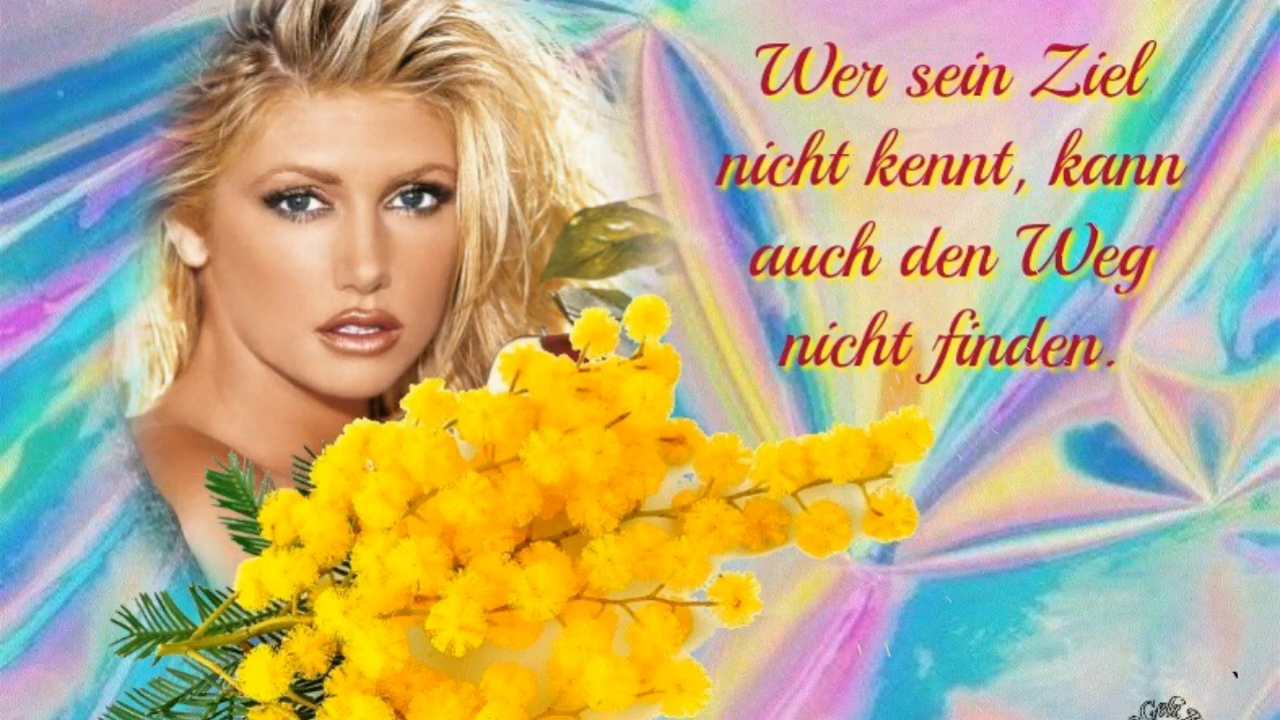 Wer sein Ziel
nicht kennt, kann
auch den Weg
nicht finden.